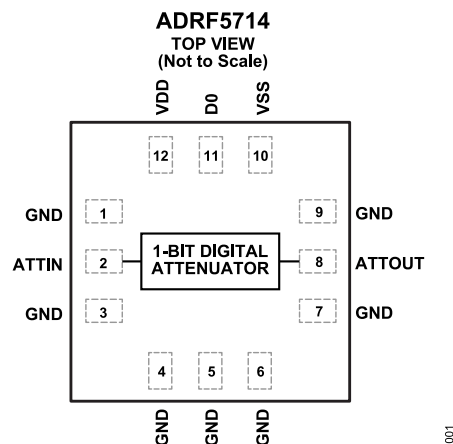 ADRF5714
TOP VIEW
(Not to Scale)
VDD
D0
VSS
12
11
10
GND
1
9
GND
ATTIN
2
1-BIT DIGITAL
ATTENUATOR
8
ATTOUT
GND
3
7
GND
4
5
6
GND
GND
GND
001